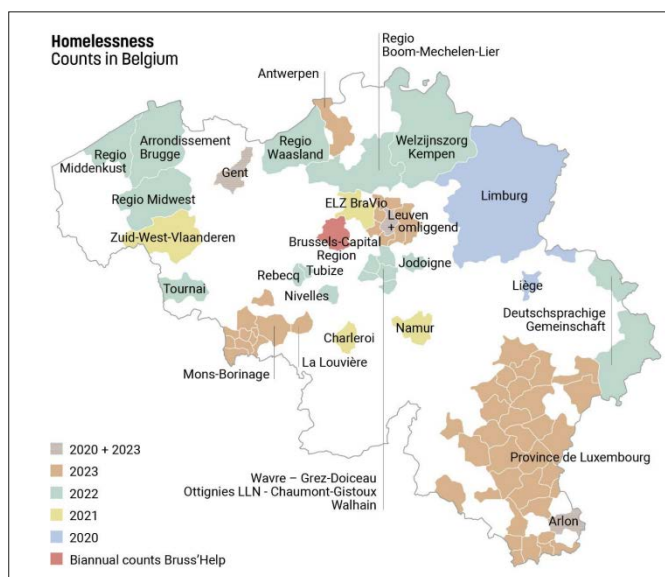 Homelessness
Counts in Belgium
Regio
Boom-Mechelen-Lier
Antwerpen
Regio
Middenkust
Arrondissement
Brugge
Gent
Regio
Waasland
Welzijnszorg
Kempen
Regio Midwest
Limburg
ELZ BraVio
Leuven
+ omliggend
Zuid-West-Vlaanderen
Brussels-Capital
Region
Tournai
Rebecq
Tubize
Jodoigne
Nivelles
Liège
Deutschsprachige
Gemeinschaft
Charleroi
Namur
La Louvière
Mons-Borinage
Province de Luxembourg
Wavre – Grez-Doiceau
Ottignies LLN - Chaumont-Gistoux
Walhain
Arlon
2020 + 2023
2023
2022
2021
2020
Biannual counts Bruss'Help